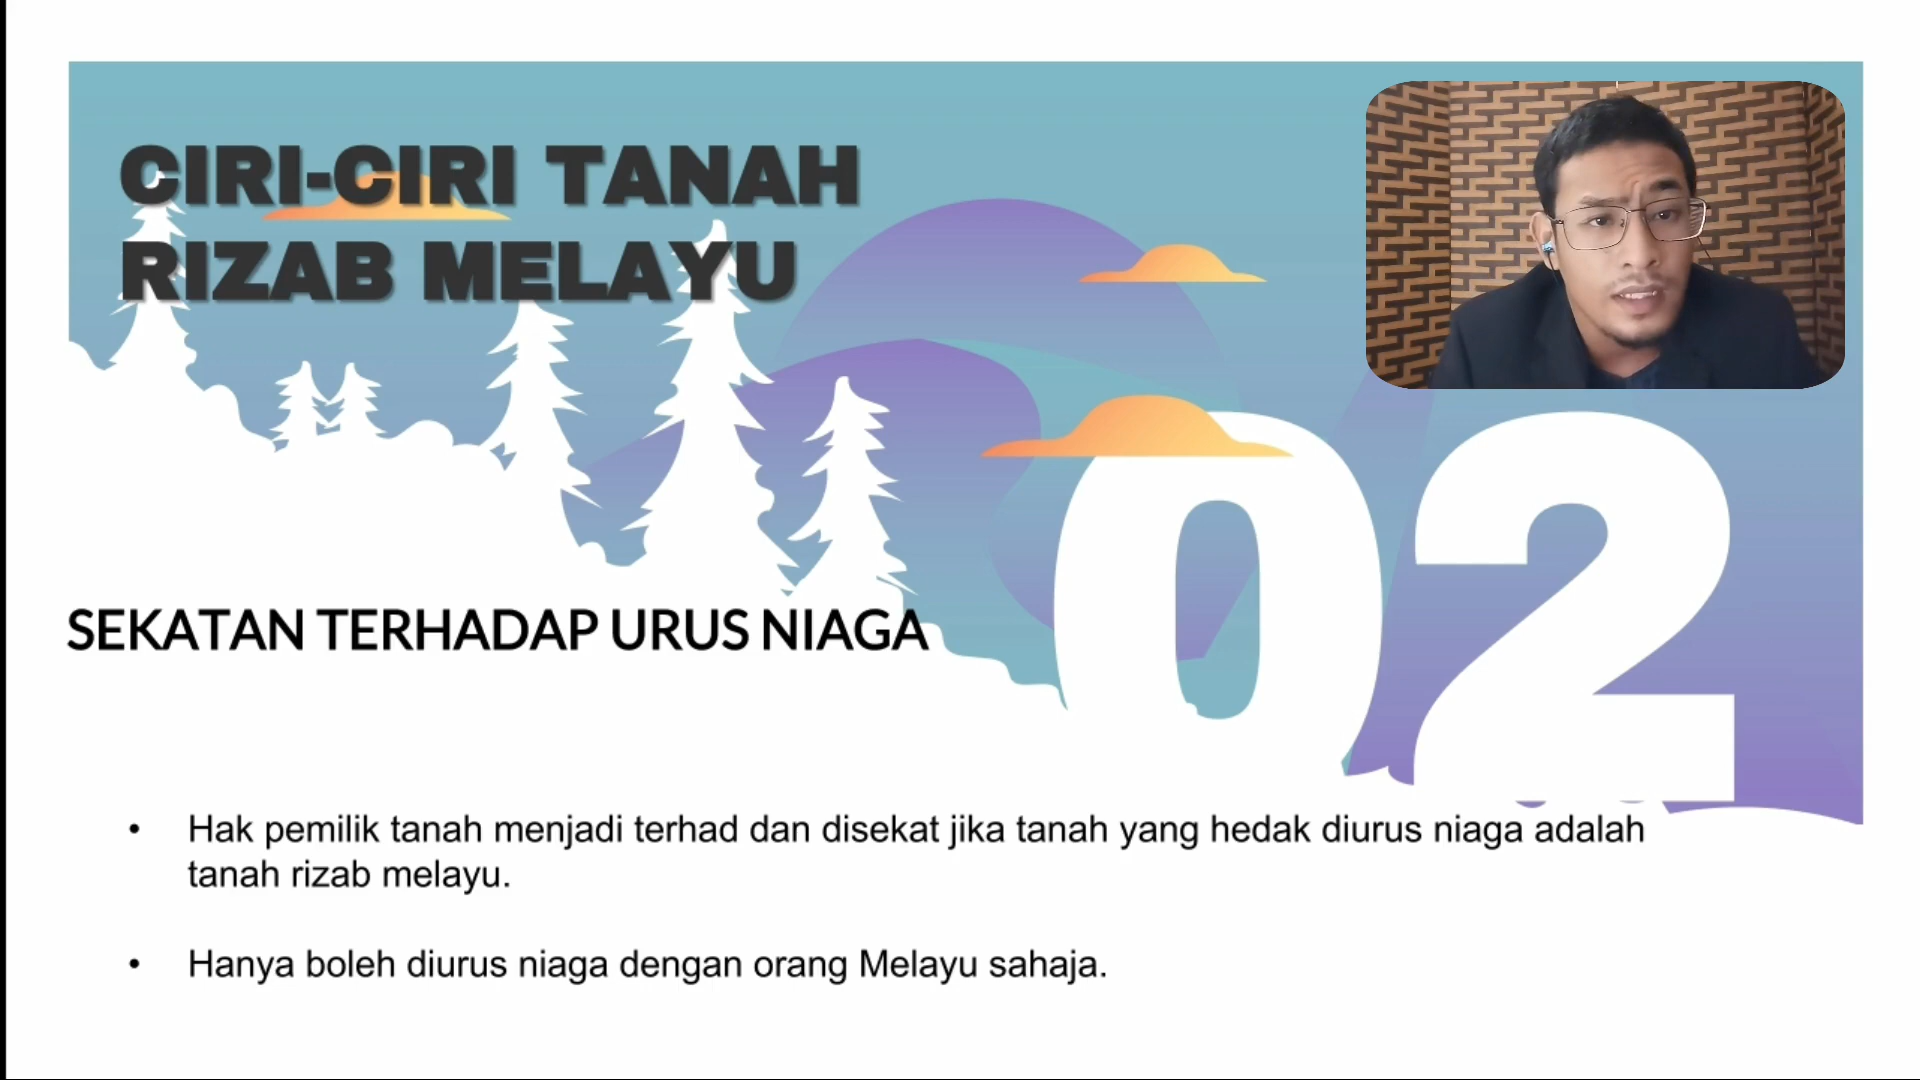 CIRI-CIRI TANAH
RIZAB MELAYU
02
SEKATAN TERHADAP URUS NIAGA
• Hak pemilik tanah menjadi terhad dan disekat jika tanah yang hedak diurus niaga adalah
tanah rizab melayu.
• Hanya boleh diurus niaga dengan orang Melayu sahaja.